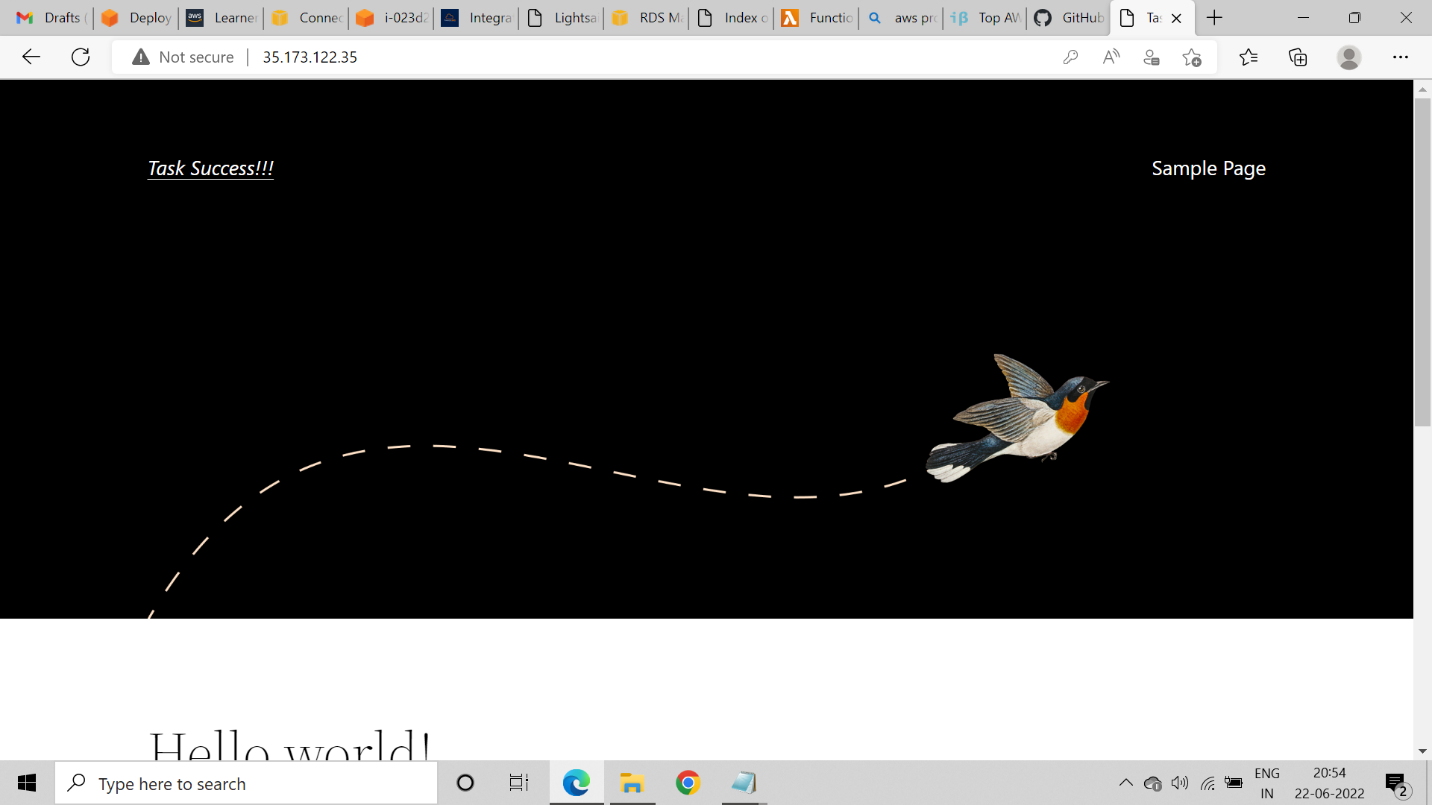 Drafts (
Deploy
aws
Learner
Connec
i-023d2
Integra
Lightsa
RDS M
Index o
Functio
aws pr
iβ
Top AW
GitHub
Ta
Not secure
35.173.122.35
Task Success!!!
Sample Page
Hello world!
Type here to search
ENG
IN
20:54
22-06-2022
2